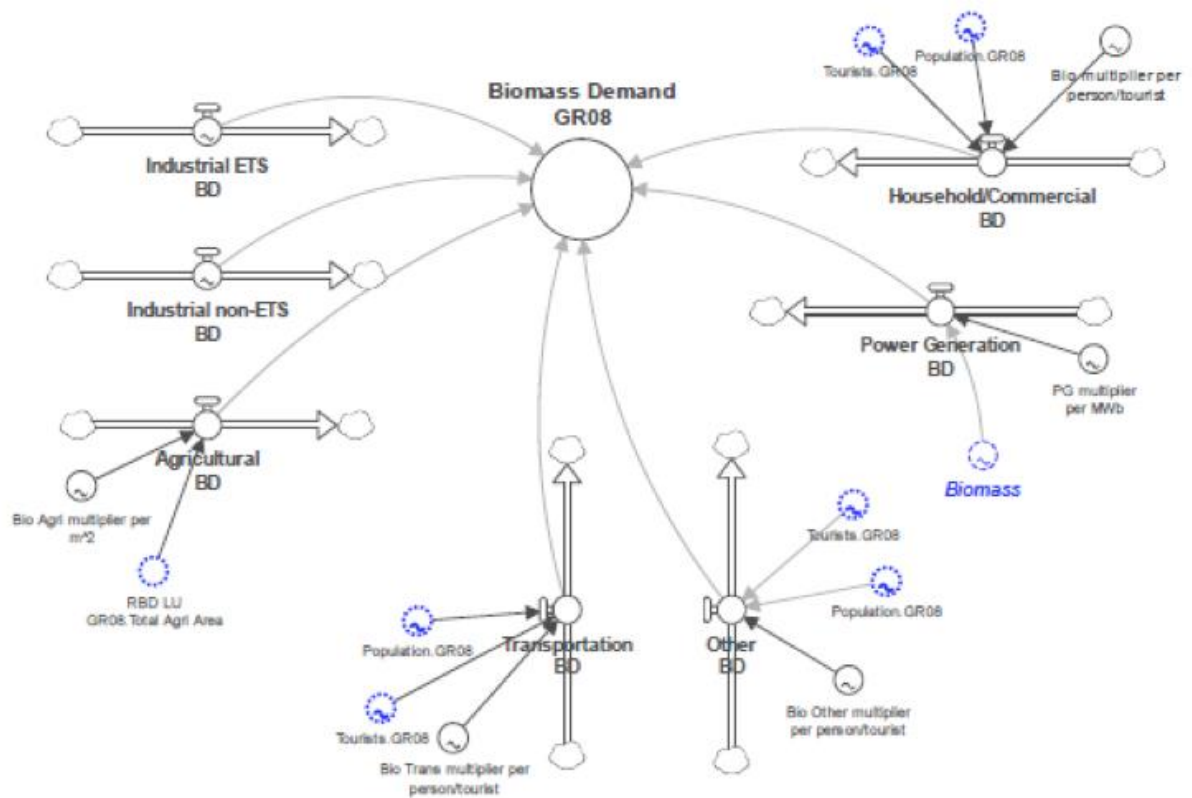 Biomass Demand
GR08
Industrial ETS
BD
Industrial non-ETS
BD
Agricultural
BD
Bio Agri multiplier per
m^2
RBD LU
GR08.Total Agri Area
Tourists.GR08
Population.GR08
Bio multiplier per
person/tourist
Household/Commercial
BD
Power Generation
BD
PG multiplier
per MWb
Biomass
Population.GR08
Tourists.GR08
Bio Trans multiplier per
person/tourist
Transportation
BD
Other
BD
Tourists.GR08
Population.GR08
Bio Other multiplier
per person/tourist